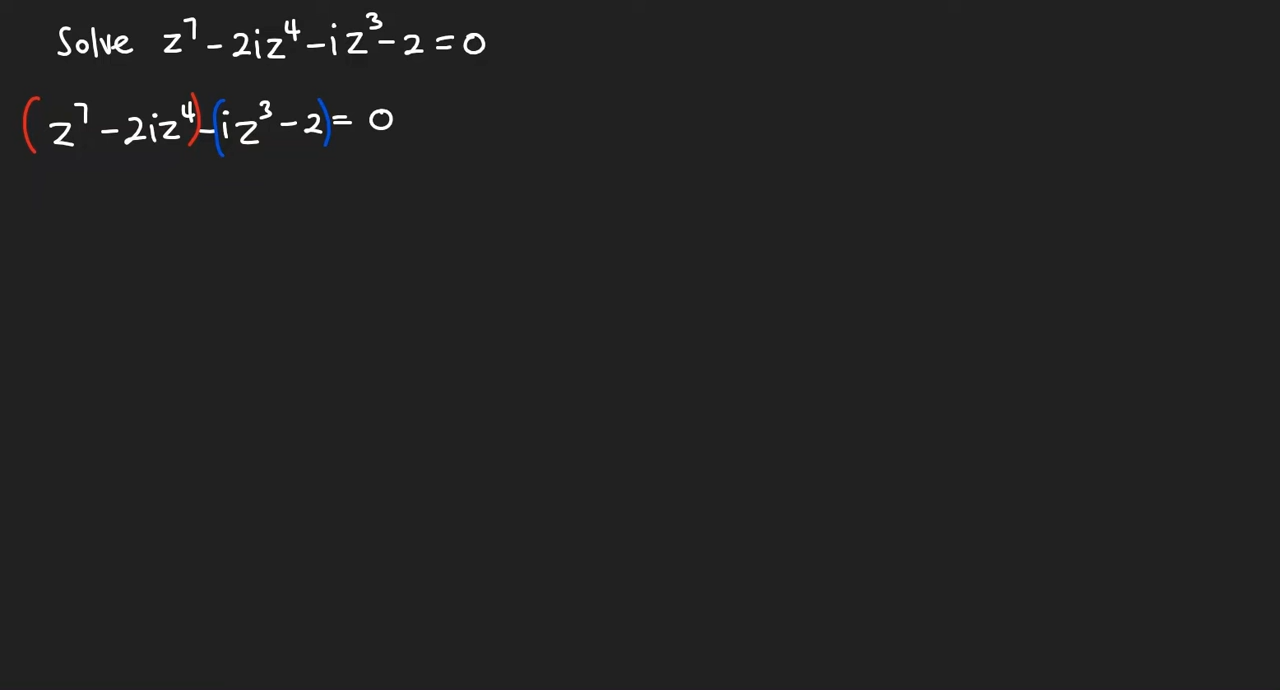 Solve z⁷ - 2iz⁴ - iz³ - 2 = 0
(z⁷ - 2iz⁴) - (iz³ - 2) = 0